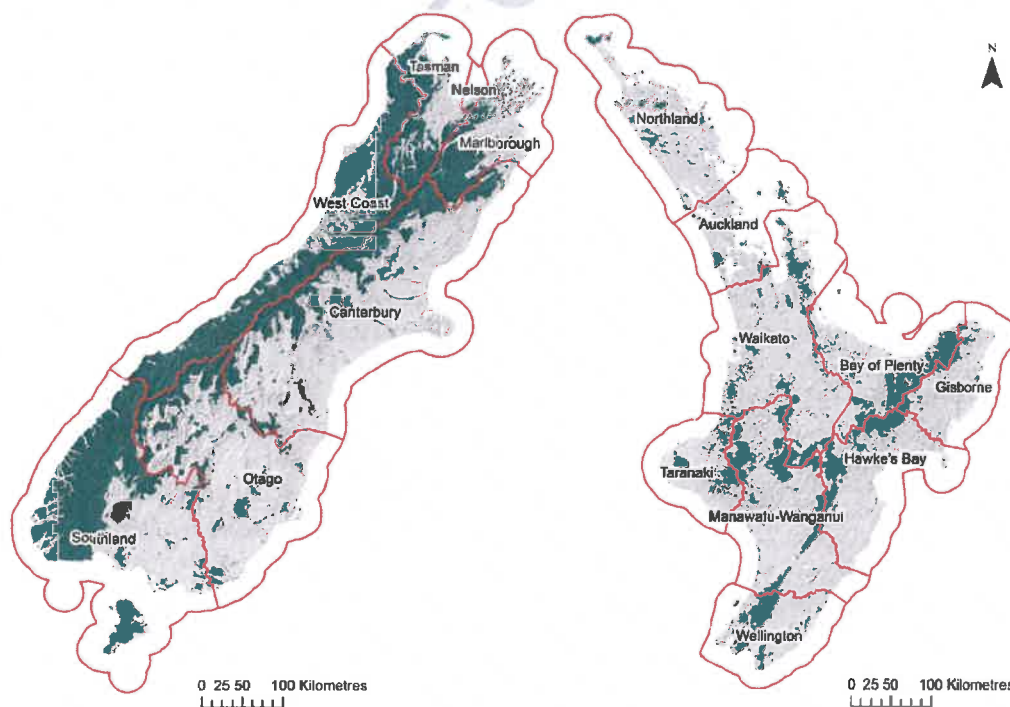 Tasman
Nelson
Marlborough
West Coast
Canterbury
Otago
Southland
0 25 50 100 Kilometres
N
Northland
Auckland
Waikato
Bay of Plenty
Gisborne
Hawke's Bay
Taranaki
Manawatu-Wanganui
Wellington
0 25 50 100 Kilometres